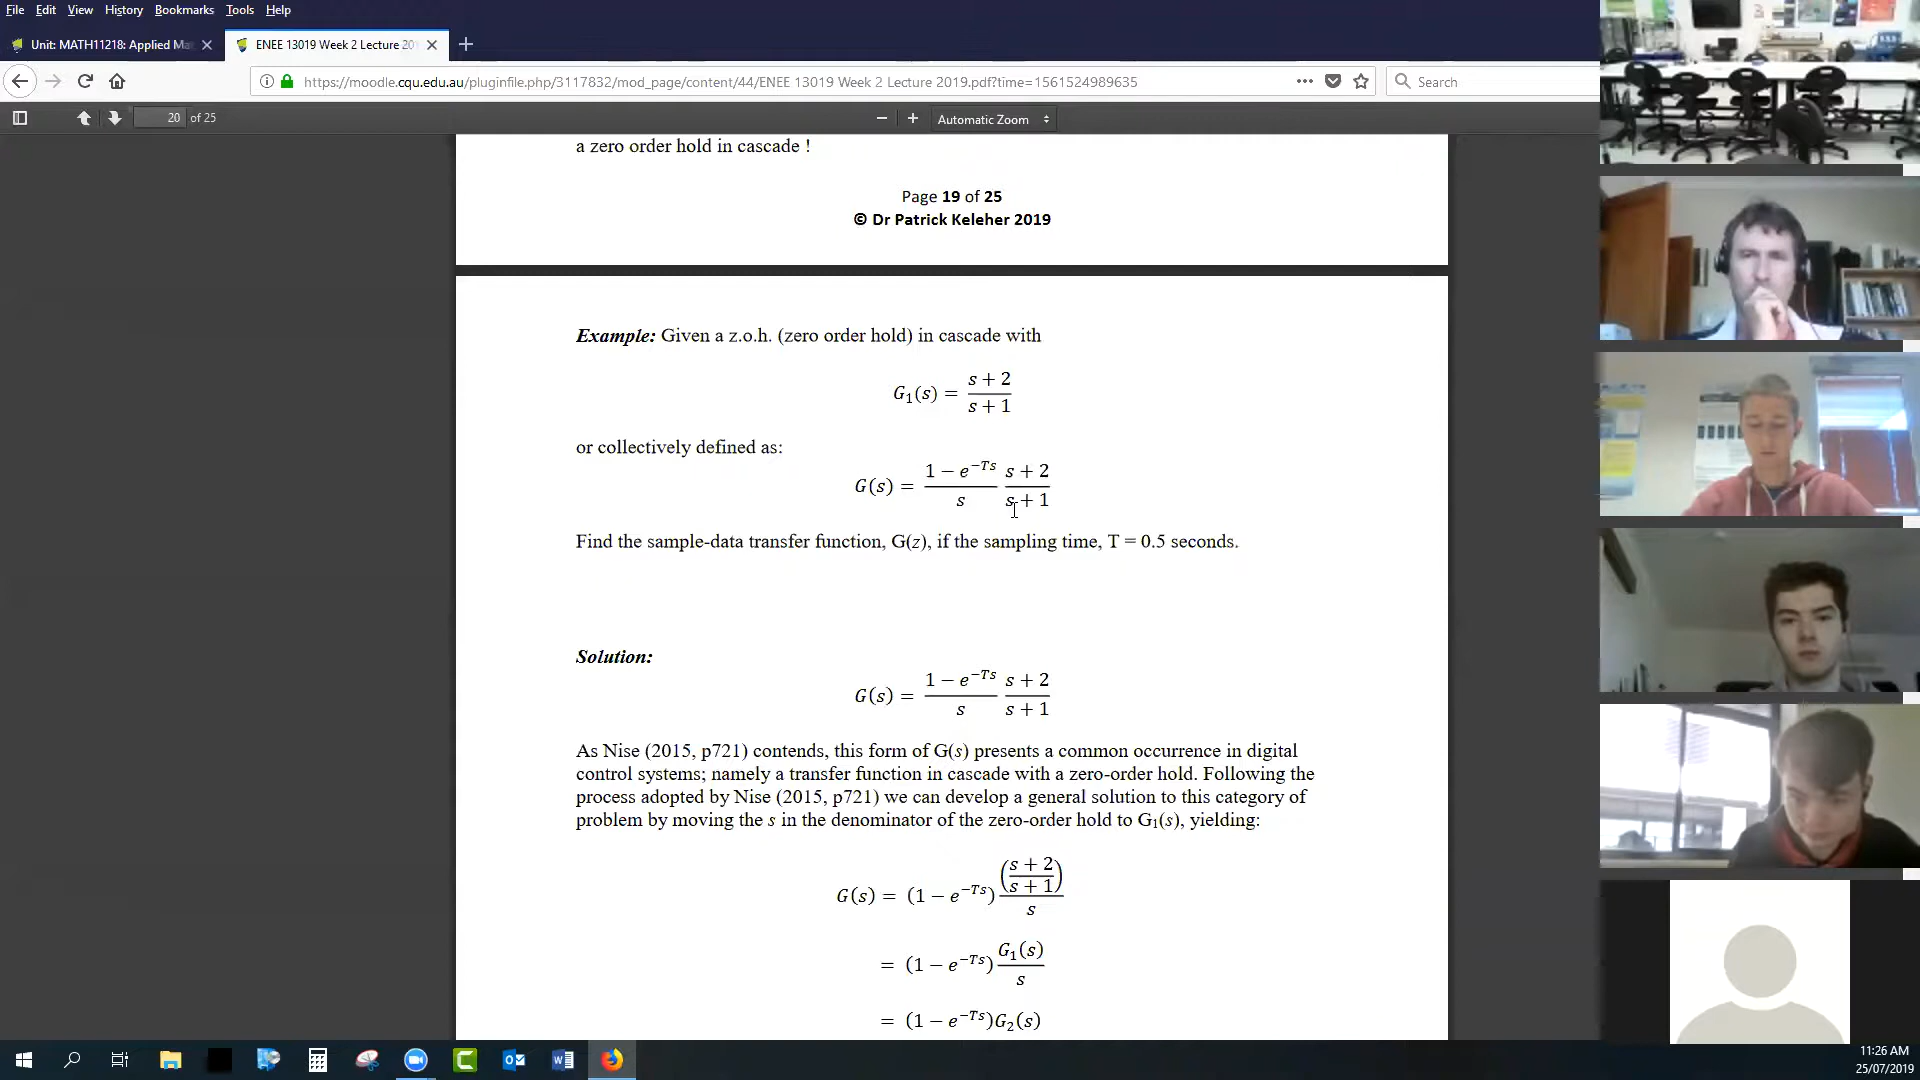 File Edit View History Bookmarks Tools Help
Unit: MATH11218: Applied Ma
ENEE 13019 Week 2 Lecture 20
https://moodle.cqu.edu.au/pluginfile.php/3117832/mod_page/content/44/ENEE 13019 Week 2 Lecture 2019.pdf?time=1561524989635
Search
20 of 25
Automatic Zoom
a zero order hold in cascade !
Page 19 of 25
© Dr Patrick Keleher 2019
Example: Given a z.o.h. (zero order hold) in cascade with
G₁(s) = (s + 2)/(s + 1)
or collectively defined as:
G(s) = (1 − e^{−Ts})/s (s + 2)/(s + 1)
Find the sample-data transfer function, G(z), if the sampling time, T = 0.5 seconds.
Solution:
G(s) = (1 − e^{−Ts})/s (s + 2)/(s + 1)
As Nise (2015, p721) contends, this form of G(s) presents a common occurrence in digital
control systems; namely a transfer function in cascade with a zero-order hold. Following the
process adopted by Nise (2015, p721) we can develop a general solution to this category of
problem by moving the s in the denominator of the zero-order hold to G₁(s), yielding:
G(s) = (1 − e^{−Ts}) ((s + 2)/(s + 1))/s
= (1 − e^{−Ts}) G₁(s)/s
= (1 − e^{−Ts})G₂(s)
11:26 AM
25/07/2019